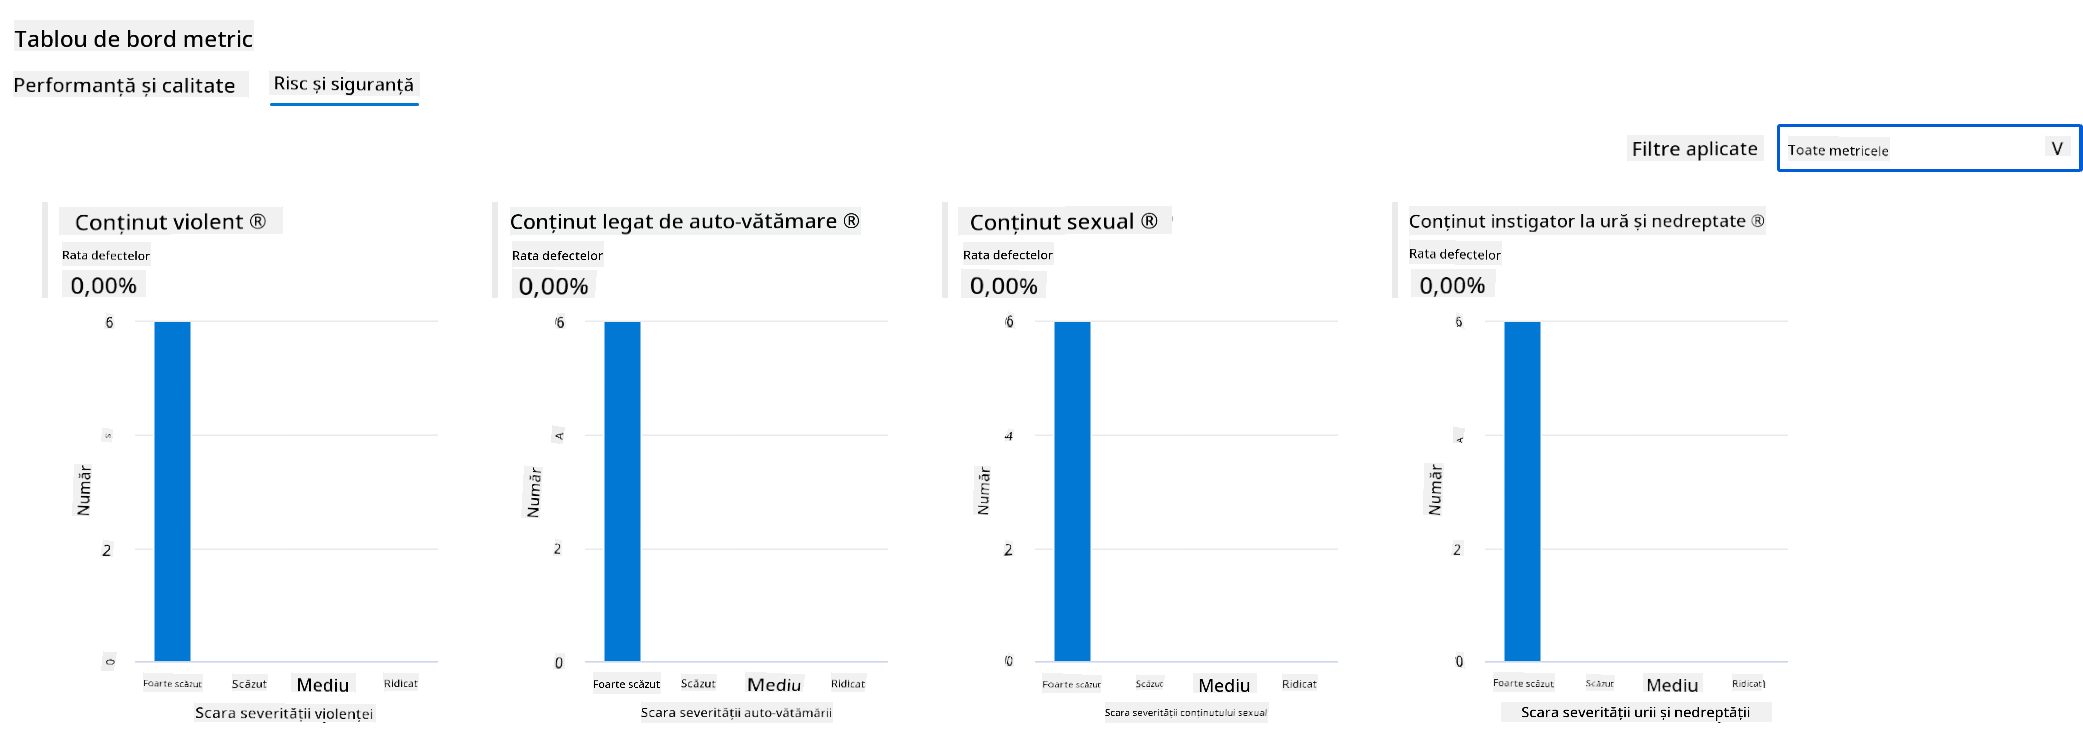 Tablou de bord metric
Performanță și calitate
Risc și siguranță
Filtre aplicate
Toate metricele
V
Conținut violent ®
Rata defectelor
0,00%
6
s
2
0
Număr
Foarte scăzut
Scăzut
Mediu
Ridicat
Scara severității violenței
Conținut legat de auto-vătămare ®
Rata defectelor
0,00%
6
A
2
0
Număr
Foarte scăzut
Scăzut
Mediu
Ridicat
Scara severității auto-vătămării
Conținut sexual ®
Rata defectelor
0,00%
6
4
2
0
Număr
Foarte scăzut
Scăzut
Mediu
Ridicat
Scara severității conținutului sexual
Conținut instigator la ură și nedreptate ®
Rata defectelor
0,00%
6
A
2
0
Număr
Foarte scăzut
Scăzut
Mediu
Ridicat)
Scara severității urii și nedreptății